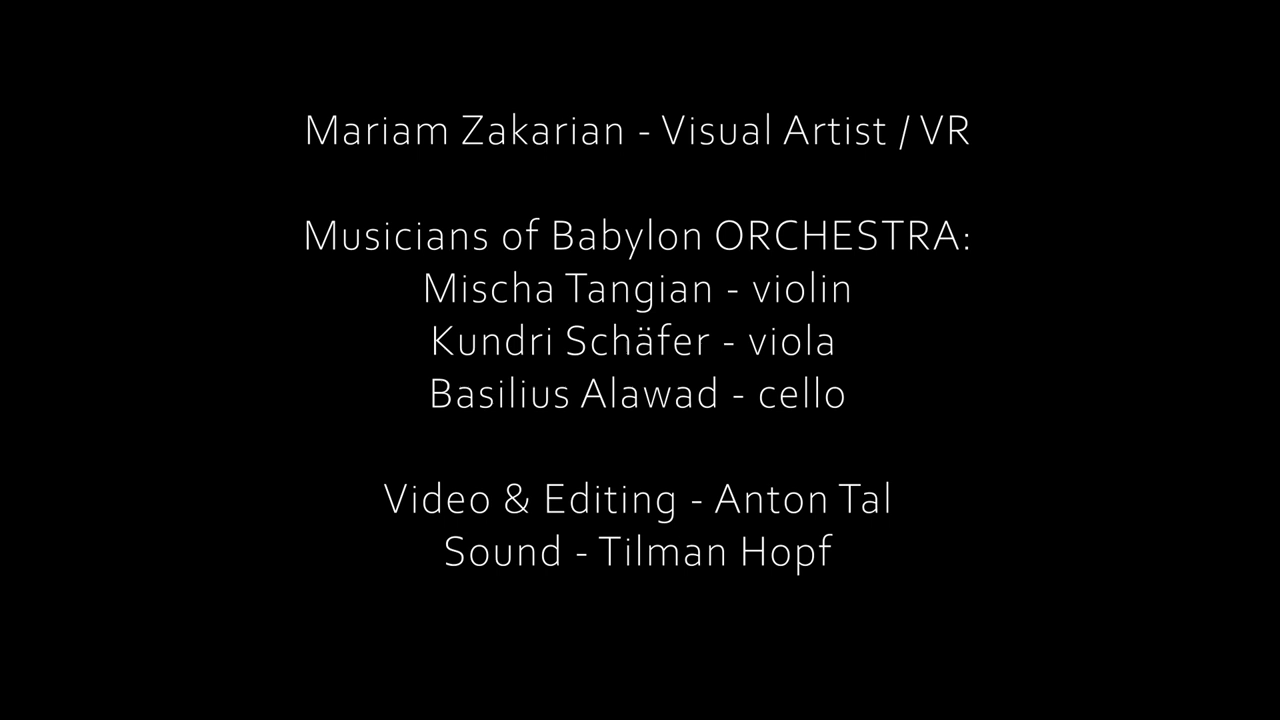 Mariam Zakarian - Visual Artist / VR
Musicians of Babylon ORCHESTRA:
Mischa Tangian - violin
Kundri Schäfer - viola
Basilius Alawad - cello
Video & Editing - Anton Tal
Sound - Tilman Hopf